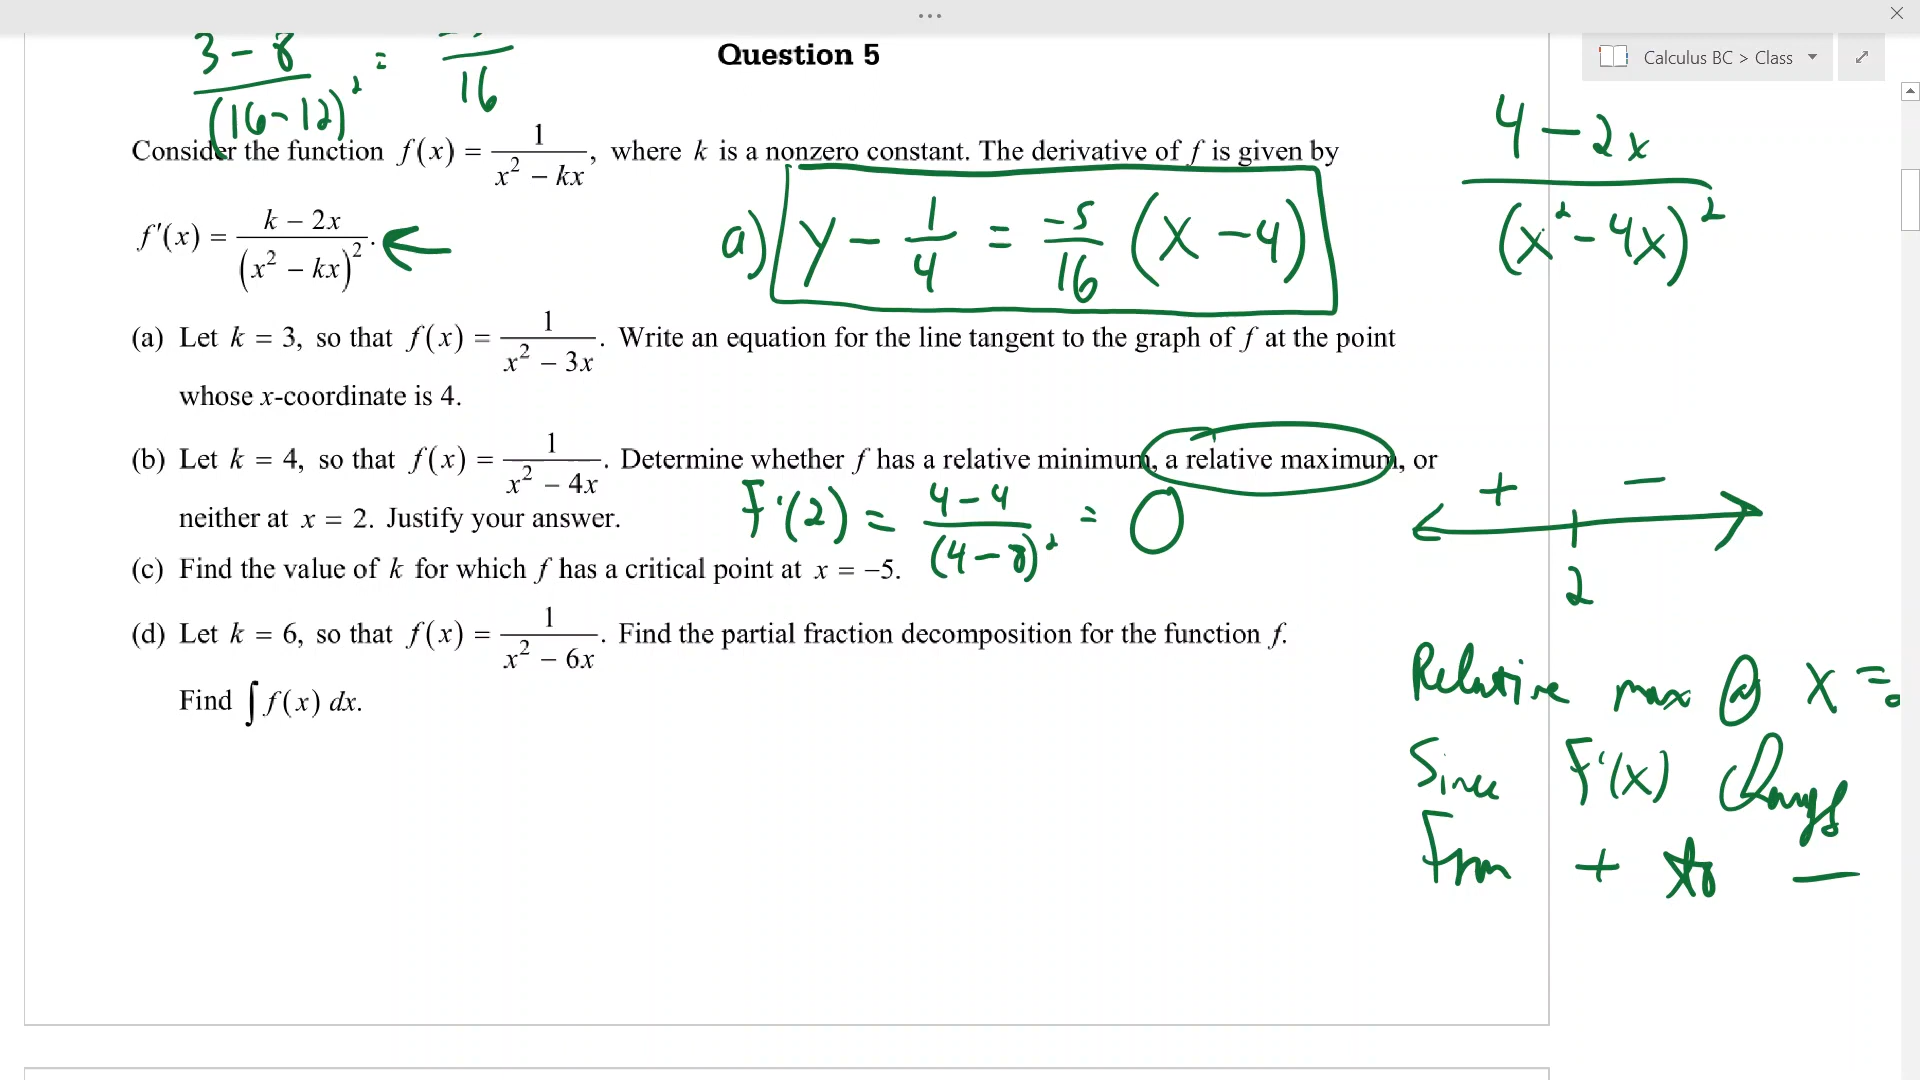 Calculus BC > Class
3 - 8 / (16-12)² = / 16
Question 5
Consider the function f(x) = 1/(x² − kx), where k is a nonzero constant. The derivative of f is given by
f′(x) = (k − 2x)/(x² − kx)².
a) y - 1/4 = -5/16 (x - 4)
4 - 2x / (x² - 4x)²
(a) Let k = 3, so that f(x) = 1/(x² − 3x). Write an equation for the line tangent to the graph of f at the point
whose x-coordinate is 4.
(b) Let k = 4, so that f(x) = 1/(x² − 4x). Determine whether f has a relative minimum, a relative maximum, or
neither at x = 2. Justify your answer.
F'(2) = 4-4 / (4-8)² = 0
+ −
2
(c) Find the value of k for which f has a critical point at x = −5.
(d) Let k = 6, so that f(x) = 1/(x² − 6x). Find the partial fraction decomposition for the function f.
Find ∫ f(x) dx.
Relative max @ x =
Since F'(x) changes
From + to −